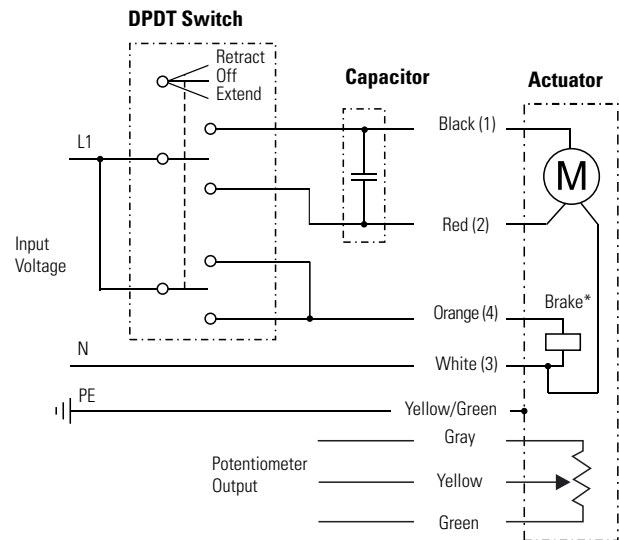 DPDT Switch
Retract
Off
Extend
Capacitor
Actuator
L1
Black (1)
M
Red (2)
Input
Voltage
Brake*
Orange (4)
N
White (3)
PE
Yellow/Green
Gray
Potentiometer
Output
Yellow
Green